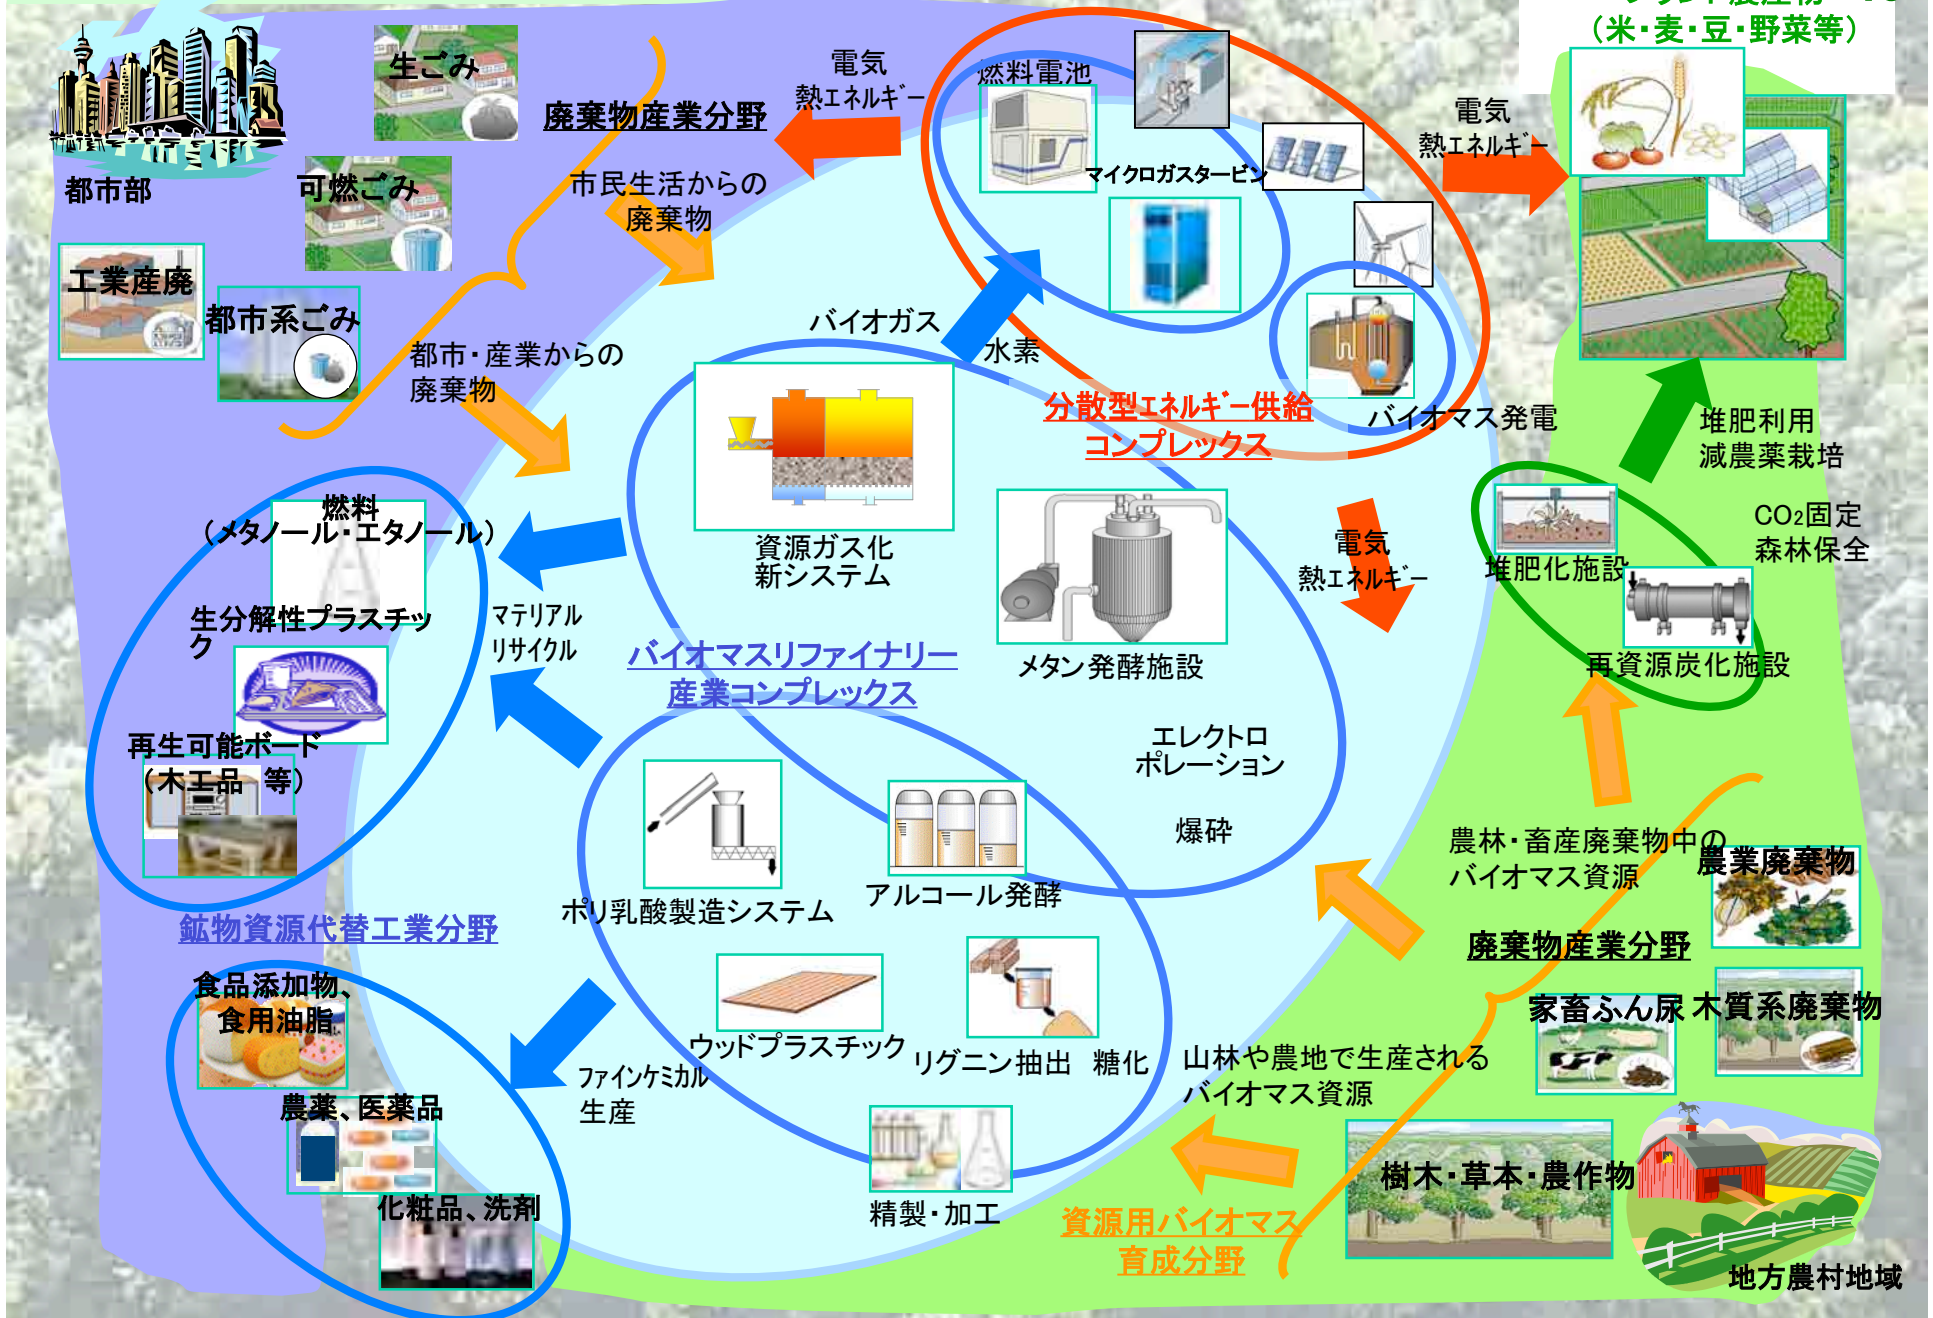 (米・麦・豆・野菜等)
都市部
生ごみ
可燃ごみ
工業産廃
都市系ごみ
廃棄物産業分野
市民生活からの
廃棄物
都市・産業からの
廃棄物
電気
熱エネルギー
燃料電池
マイクロガスタービン
電気
熱エネルギー
バイオガス
水素
分散型エネルギー供給
コンプレックス
バイオマス発電
堆肥利用
減農薬栽培
CO₂固定
森林保全
燃料
(メタノール・エタノール)
生分解性プラスチッ
ク
再生可能ボード
(木工品 等)
マテリアル
リサイクル
資源ガス化
新システム
メタン発酵施設
電気
熱エネルギー
堆肥化施設
再資源炭化施設
バイオマスリファイナリー
産業コンプレックス
エレクトロ
ポレーション
爆砕
ポリ乳酸製造システム
アルコール発酵
ウッドプラスチック
リグニン抽出 糖化
精製・加工
鉱物資源代替工業分野
食品添加物、
食用油脂
農薬、医薬品
化粧品、洗剤
ファインケミカル
生産
農林・畜産廃棄物中の
バイオマス資源
農業廃棄物
廃棄物産業分野
家畜ふん尿
木質系廃棄物
山林や農地で生産される
バイオマス資源
樹木・草本・農作物
資源用バイオマス
育成分野
地方農村地域